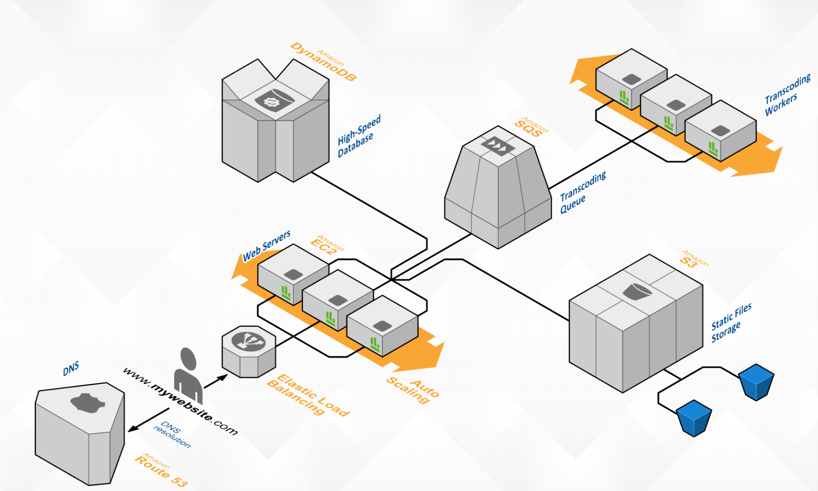 Amazon
DynamoDB
High-Speed
Database
Amazon
SQS
Transcoding
Queue
Transcoding
Workers
Web Servers
Amazon
EC2
Auto
Scaling
Amazon
S3
Static Files
Storage
Elastic Load
Balancing
www.mywebsite.com
DNS
DNS
resolution
Amazon
Route 53